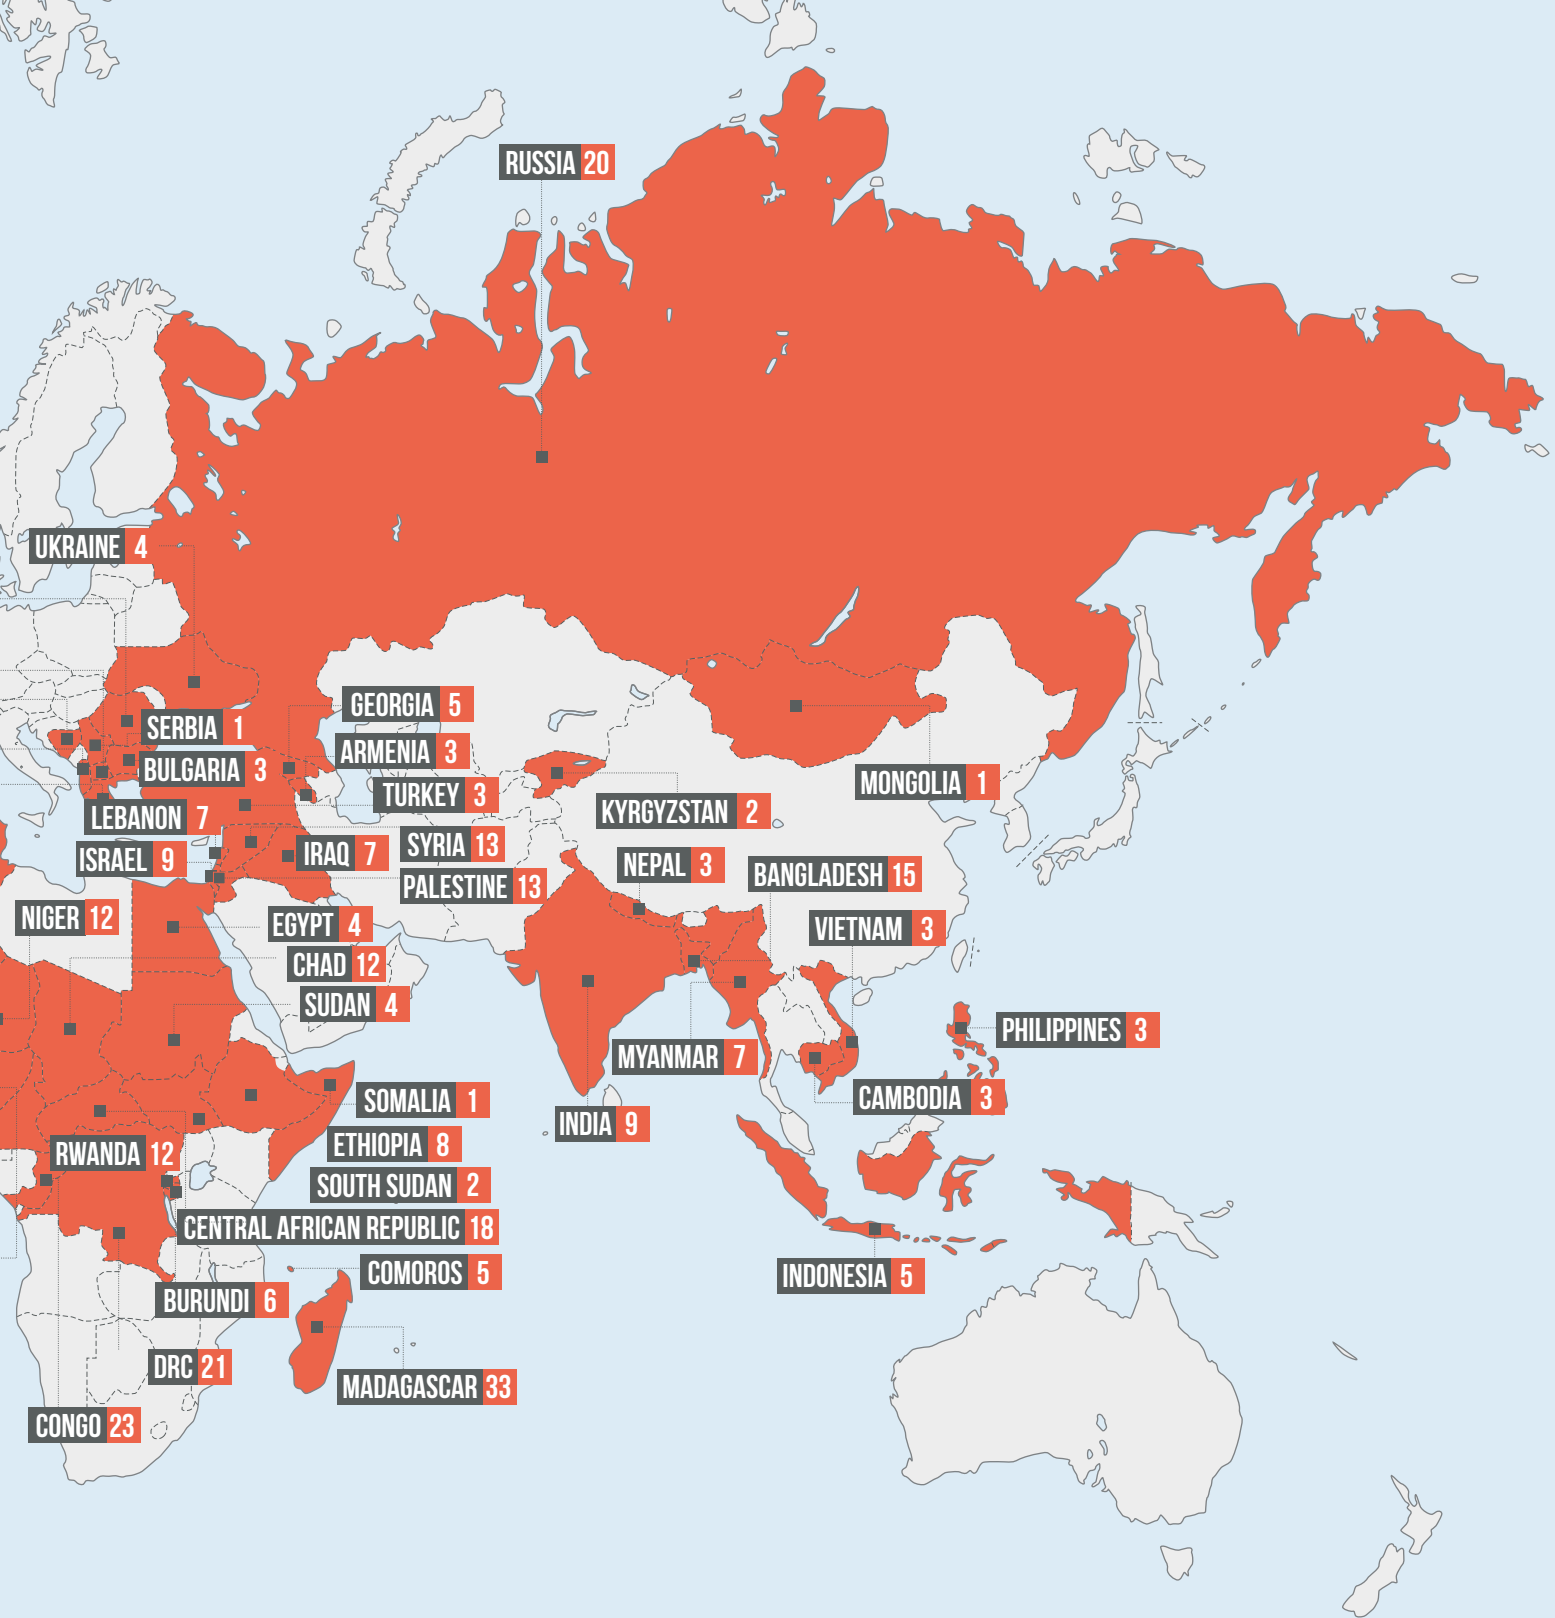 RUSSIA 20
UKRAINE 4
GEORGIA 5
SERBIA 1
ARMENIA 3
BULGARIA 3
MONGOLIA 1
TURKEY 3
KYRGYZSTAN 2
LEBANON 7
SYRIA 13
IRAQ 7
ISRAEL 9
NEPAL 3
BANGLADESH 15
PALESTINE 13
NIGER 12
EGYPT 4
VIETNAM 3
CHAD 12
SUDAN 4
PHILIPPINES 3
MYANMAR 7
CAMBODIA 3
SOMALIA 1
INDIA 9
ETHIOPIA 8
RWANDA 12
SOUTH SUDAN 2
CENTRAL AFRICAN REPUBLIC 18
COMOROS 5
INDONESIA 5
BURUNDI 6
DRC 21
MADAGASCAR 33
CONGO 23